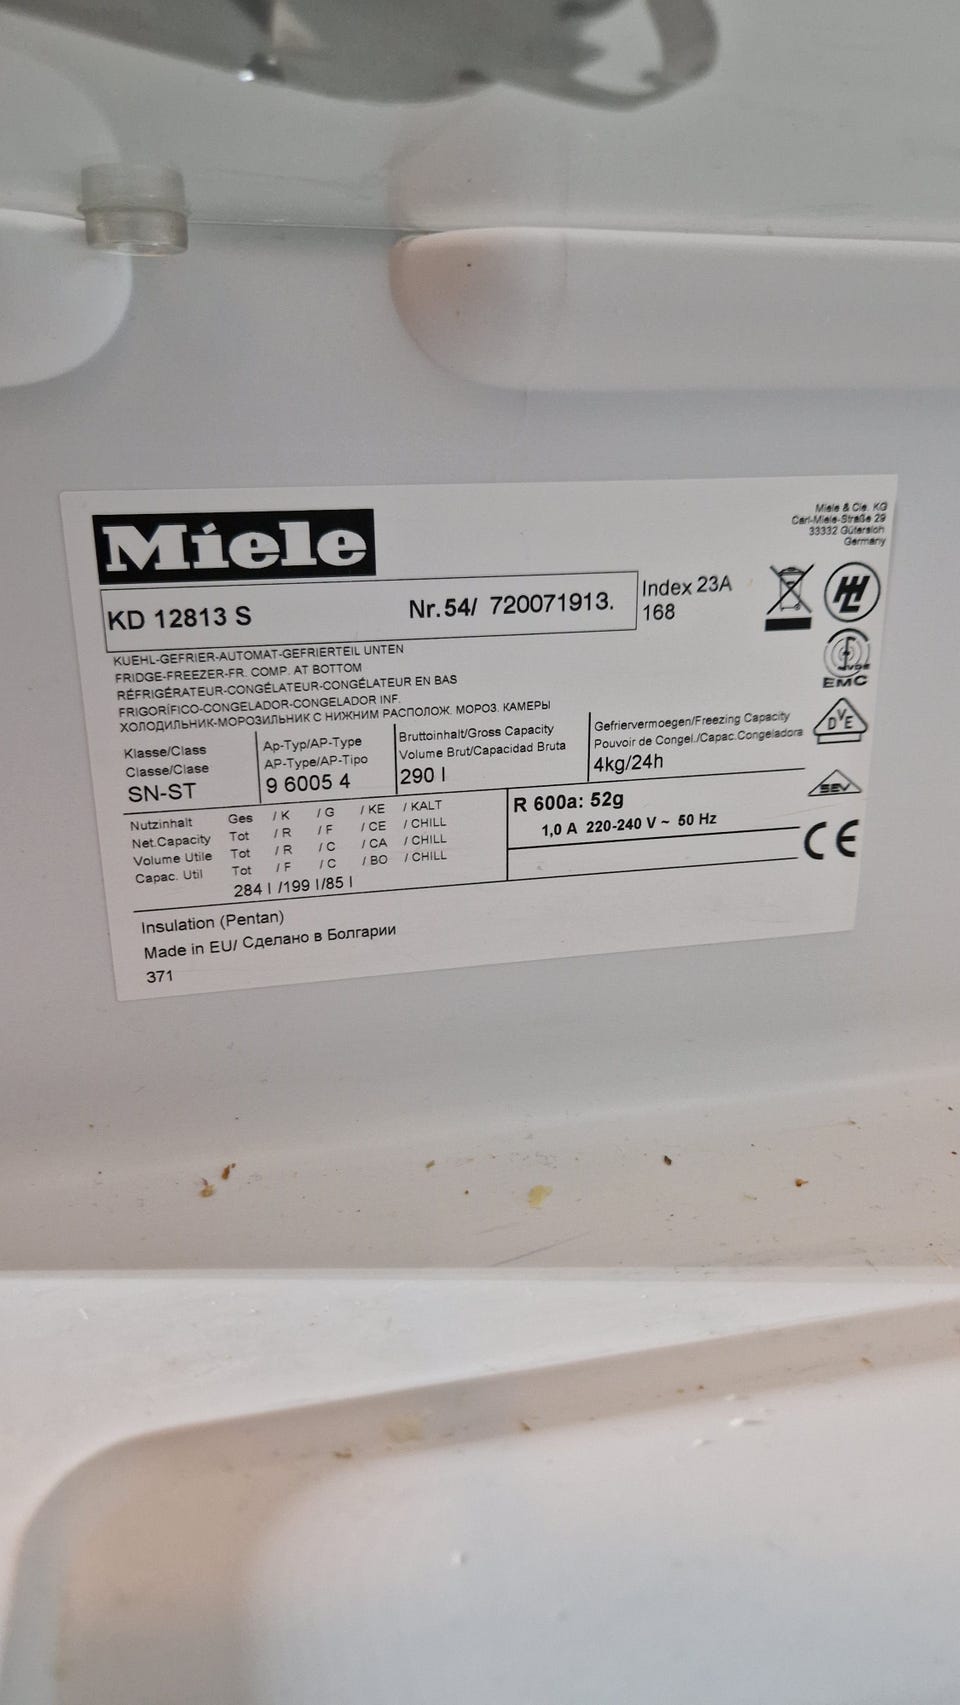 Miele
Miele & Cie. KG
Carl-Miele-Straße 29
33332 Gütersloh
Germany
KD 12813 S Nr.54/ 720071913.
Index 23A
168
KUEHL-GEFRIER-AUTOMAT-GEFRIERTEIL UNTEN
FRIDGE-FREEZER-FR. COMP. AT BOTTOM
RÉFRIGÉRATEUR-CONGÉLATEUR-CONGÉLATEUR EN BAS
FRIGORÍFICO-CONGELADOR-CONGELADOR INF.
ХОЛОДИЛЬНИК-МОРОЗИЛЬНИК С НИЖНИМ РАСПОЛОЖ. МОРОЗ. КАМЕРЫ
VDE
EMC
DVE
SEV
CE
Klasse/Class
Classe/Clase
SN-ST
Ap-Typ/AP-Type
AP-Type/AP-Tipo
9 6005 4
Bruttoinhalt/Gross Capacity
Volume Brut/Capacidad Bruta
290 l
Gefriervermoegen/Freezing Capacity
Pouvoir de Congel./Capac.Congeladora
4kg/24h
Nutzinhalt Ges / K / G / KE / KALT
Net.Capacity Tot / R / F / CE / CHILL
Volume Utile Tot / R / C / CA / CHILL
Capac. Util Tot / F / C / BO / CHILL
284 l /199 l/85 l
R 600a: 52g
1,0 A 220-240 V ~ 50 Hz
Insulation (Pentan)
Made in EU/ Сделано в Болгарии
371